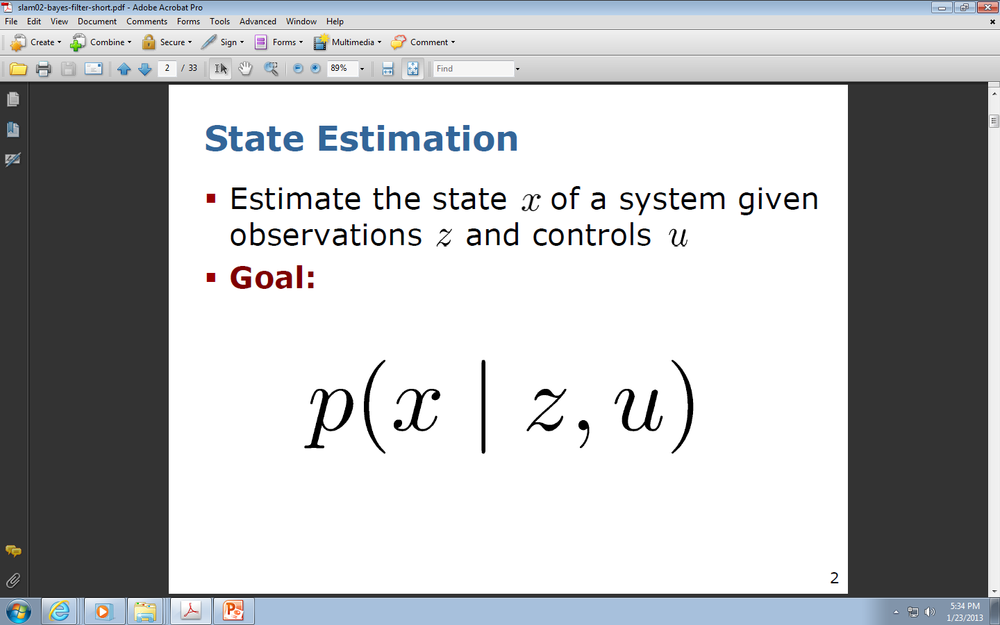 slam02-bayes-filter-short.pdf - Adobe Acrobat Pro
File Edit View Document Comments Forms Tools Advanced Window Help
Create Combine Secure Sign Forms Multimedia Comment
2 / 33 89% Find
State Estimation
Estimate the state x of a system given
observations z and controls u
Goal:
p(x | z, u)
2
5:34 PM
1/23/2013